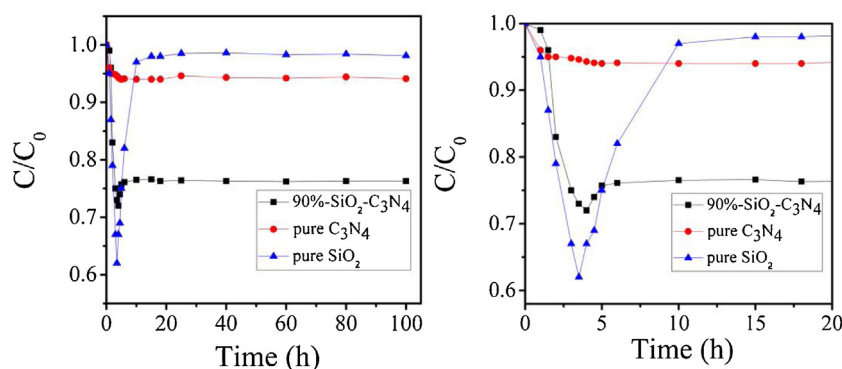 C/C₀
1.0
0.9
0.8
0.7
0.6
90%-SiO₂-C₃N₄
pure C₃N₄
pure SiO₂
0 20 40 60 80 100
Time (h)
C/C₀
1.0
0.9
0.8
0.7
0.6
90%-SiO₂-C₃N₄
pure C₃N₄
pure SiO₂
0 5 10 15 20
Time (h)